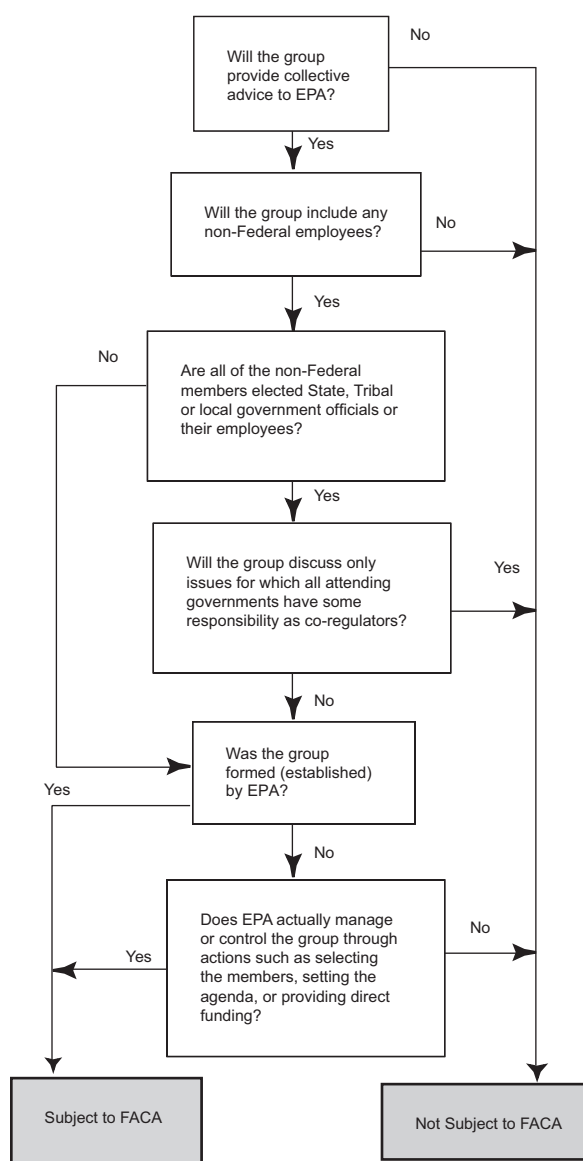 No
Will the group
provide collective
advice to EPA?
Yes
Will the group include any
non-Federal employees?
No
Yes
No
Are all of the non-Federal
members elected State, Tribal
or local government officials or
their employees?
Yes
Will the group discuss only
issues for which all attending
governments have some
responsibility as co-regulators?
Yes
No
Was the group
formed (established)
by EPA?
Yes
No
Does EPA actually manage
or control the group through
actions such as selecting
the members, setting the
agenda, or providing direct
funding?
No
Yes
Subject to FACA
Not Subject to FACA